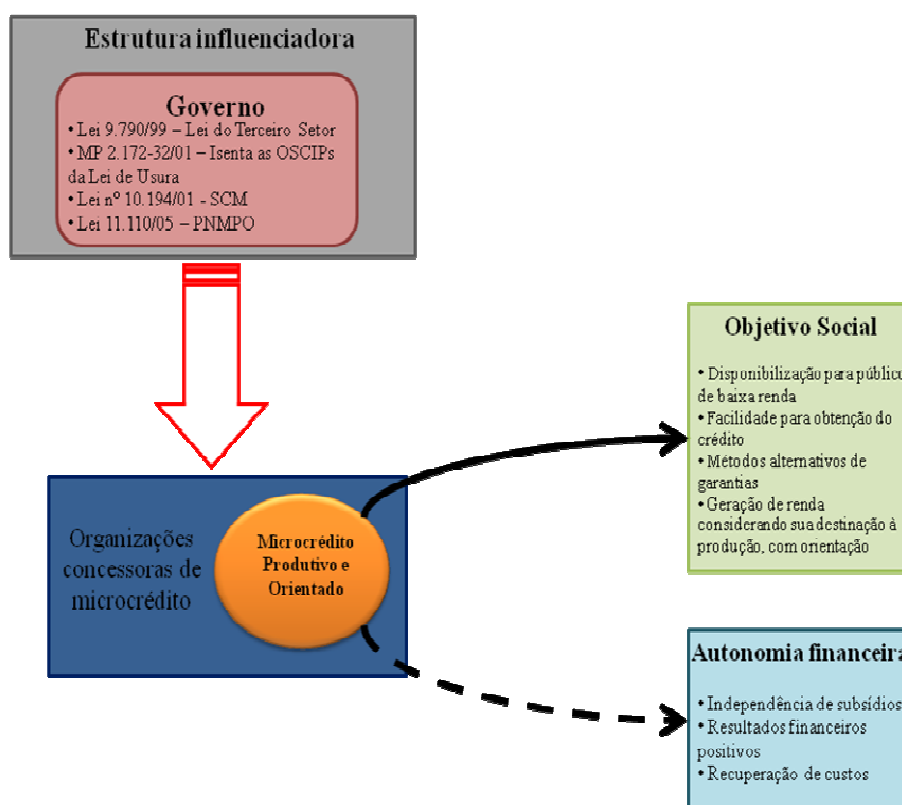 Estrutura influenciadora
Governo
• Lei 9.790/99 – Lei do Terceiro Setor
• MP 2.172-32/01 – Isenta as OSCIPs
da Lei de Usura
• Lei nº 10.194/01 - SCM
• Lei 11.110/05 – PNMPO
Objetivo Social
• Disponibilização para público
de baixa renda
• Facilidade para obtenção do
crédito
• Métodos alternativos de
garantias
• Geração de renda
considerando sua destinação à
produção, com orientação
Organizações
concessoras de
microcrédito
Microcrédito
Produtivo e
Orientado
Autonomia financeira
• Independência de subsídios
• Resultados financeiros
positivos
• Recuperação de custos